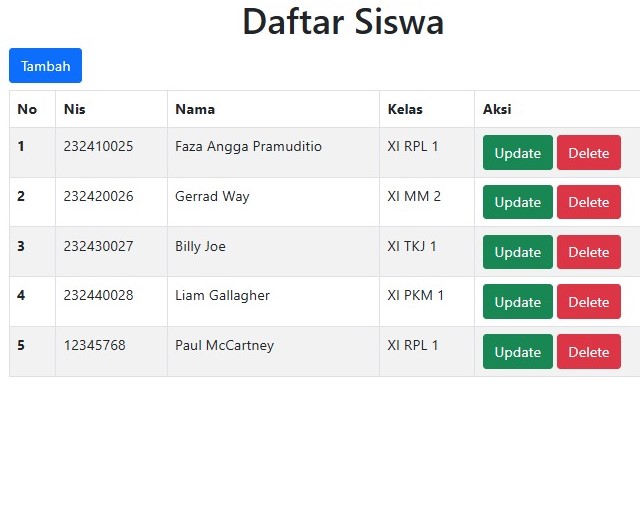 Daftar Siswa
Tambah
No Nis Nama Kelas Aksi
1 232410025 Faza Angga Pramuditio XI RPL 1 Update Delete
2 232420026 Gerrad Way XI MM 2 Update Delete
3 232430027 Billy Joe XI TKJ 1 Update Delete
4 232440028 Liam Gallagher XI PKM 1 Update Delete
5 12345768 Paul McCartney XI RPL 1 Update Delete